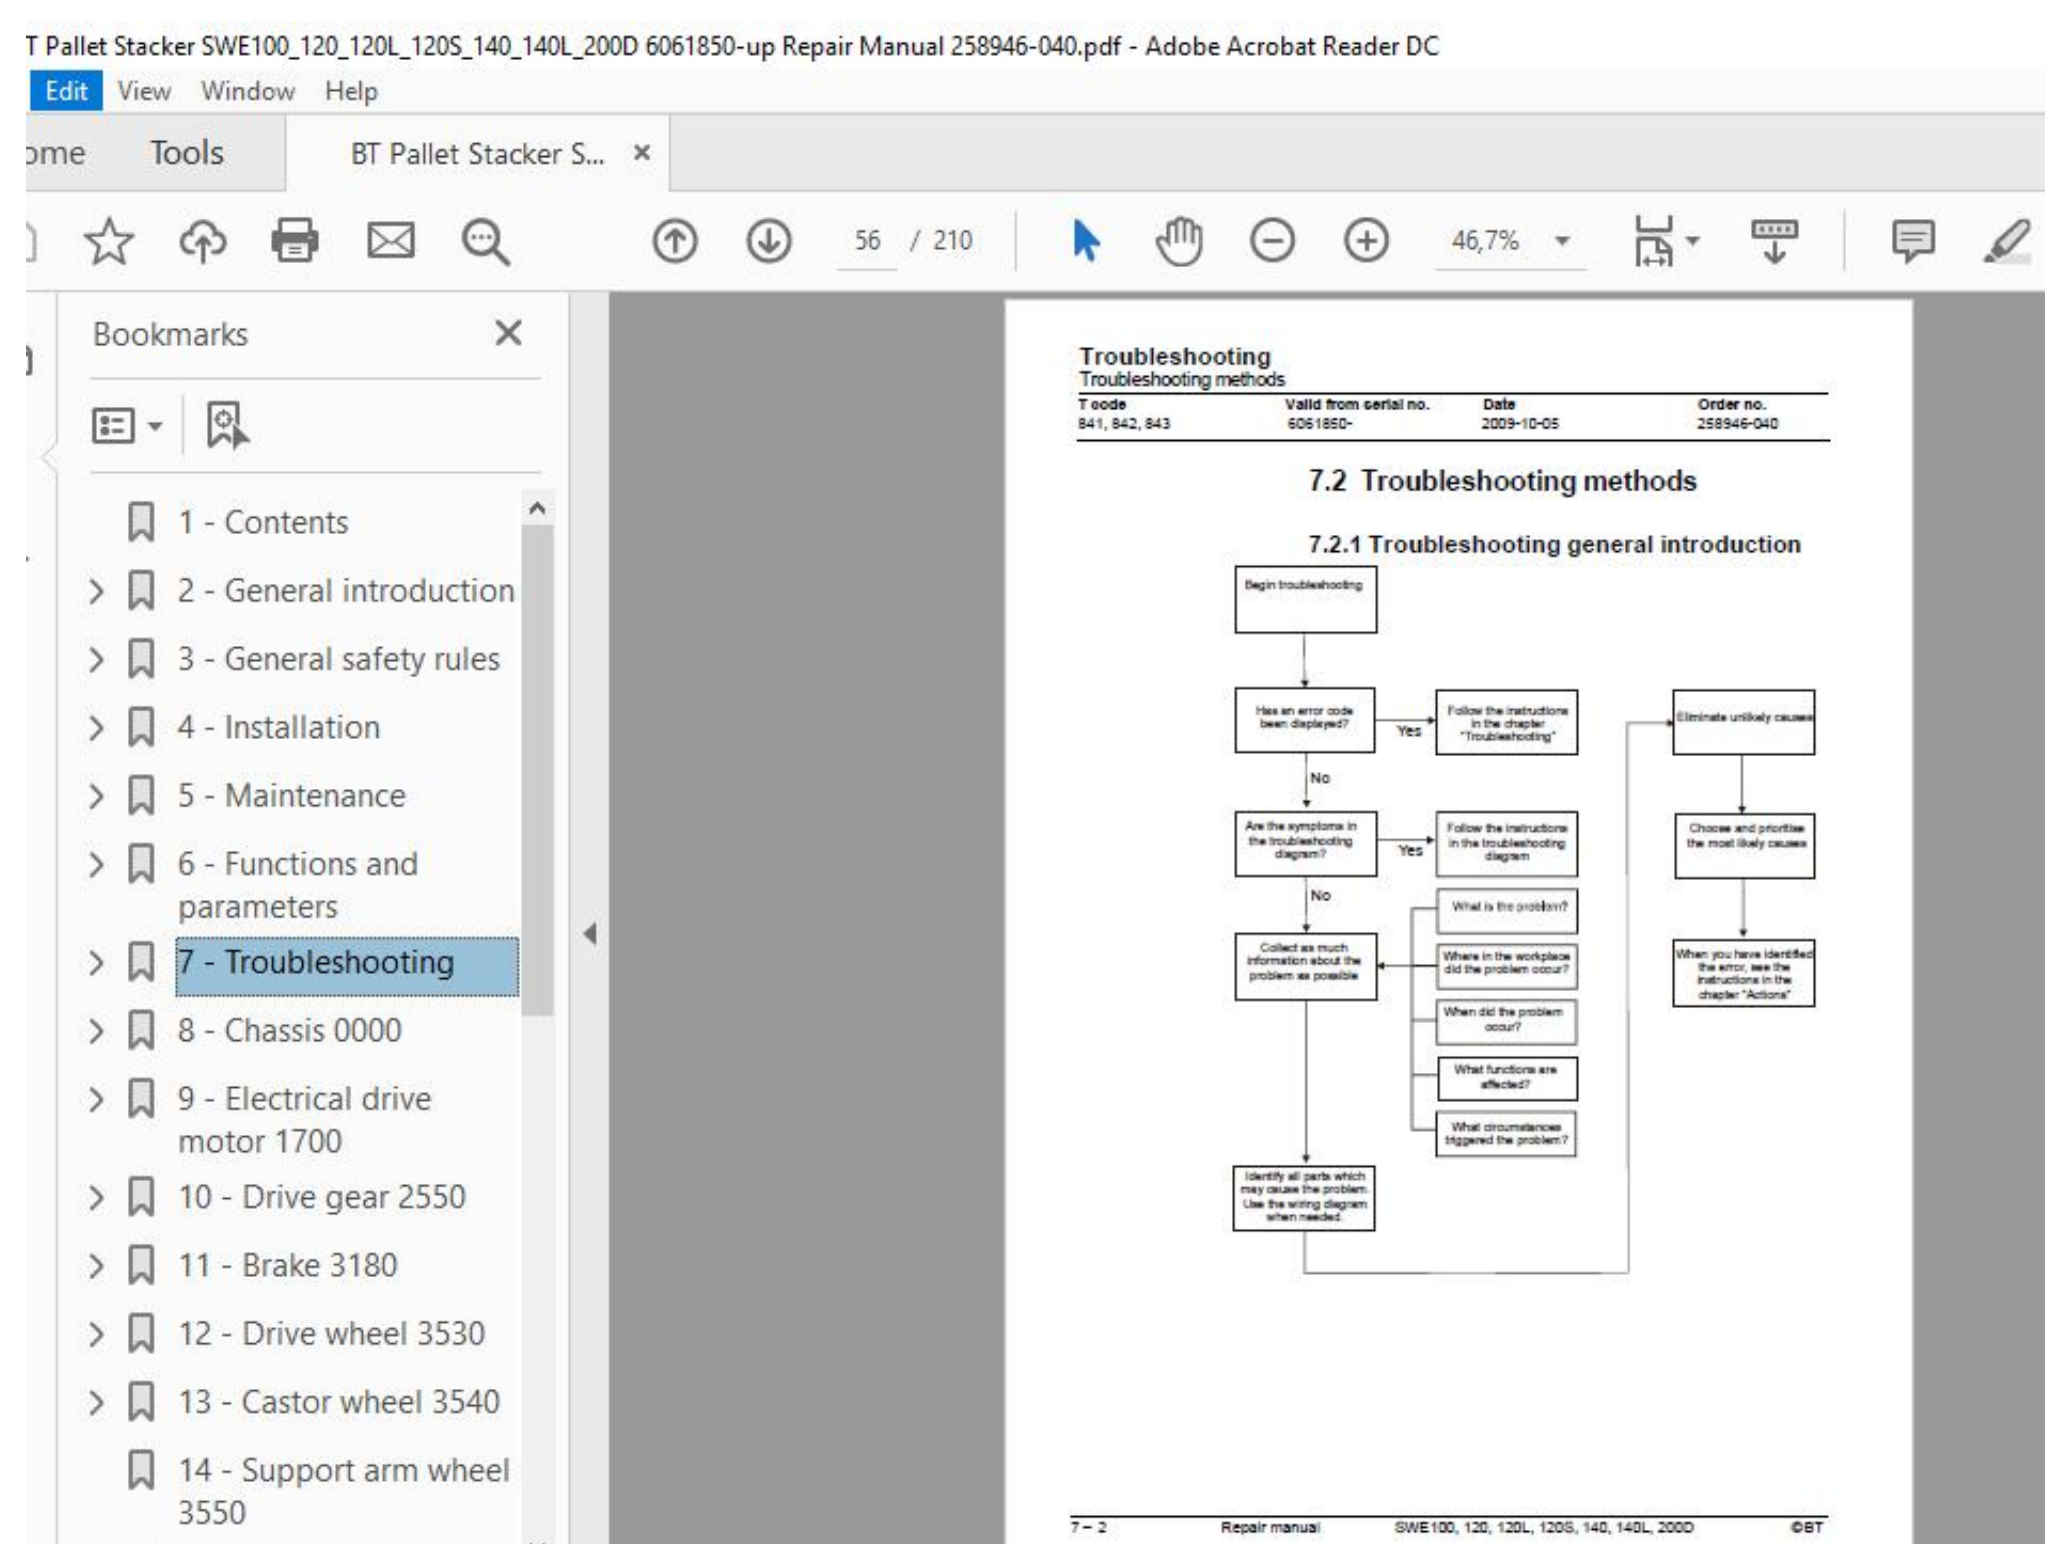 T Pallet Stacker SWE100_120_120L_120S_140_140L_200D 6061850-up Repair Manual 258946-040.pdf - Adobe Acrobat Reader DC
Edit View Window Help
ome Tools BT Pallet Stacker S... ×
56 / 210 46,7%
Bookmarks
1 - Contents
2 - General introduction
3 - General safety rules
4 - Installation
5 - Maintenance
6 - Functions and
parameters
7 - Troubleshooting
8 - Chassis 0000
9 - Electrical drive
motor 1700
10 - Drive gear 2550
11 - Brake 3180
12 - Drive wheel 3530
13 - Castor wheel 3540
14 - Support arm wheel
3550
Troubleshooting
Troubleshooting methods
T code Valid from serial no. Date Order no.
841, 842, 843 6061850- 2009-10-05 258946-040
7.2 Troubleshooting methods
7.2.1 Troubleshooting general introduction
Begin troubleshooting
Has an error code
been displayed?
Yes
Follow the instructions
in the chapter
"Troubleshooting"
Eliminate unlikely causes
No
Are the symptoms in
the troubleshooting
diagram?
Yes
Follow the instructions
in the troubleshooting
diagram
Choose and prioritise
the most likely causes
No
What is the problem?
Collect as much
information about the
problem as possible
Where in the workplace
did the problem occur?
When you have identified
the error, see the
instructions in the
chapter "Actions"
When did the problem
occur?
What functions are
affected?
What circumstances
triggered the problem?
Identify all parts which
may cause the problem.
Use the wiring diagram
when needed.
7 – 2 Repair manual SWE100, 120, 120L, 120S, 140, 140L, 200D ©BT